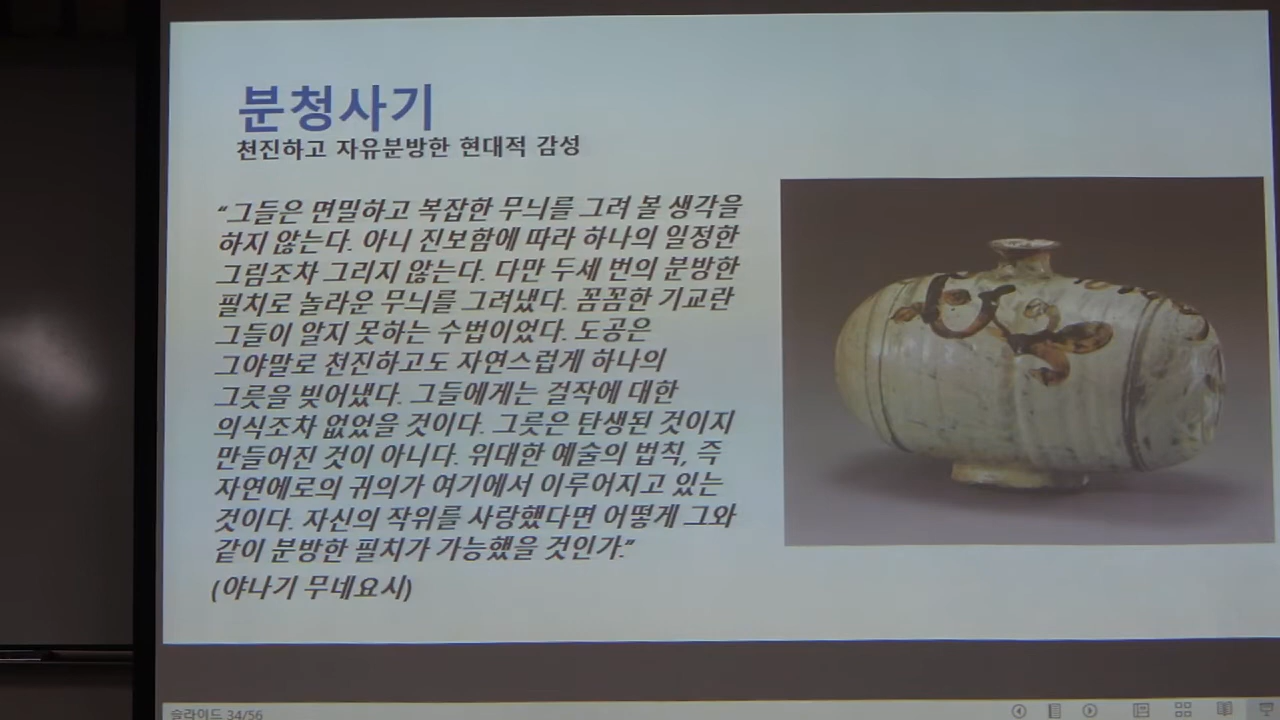 분청사기
천진하고 자유분방한 현대적 감성
“그들은 면밀하고 복잡한 무늬를 그려 볼 생각을
하지 않는다. 아니 진보함에 따라 하나의 일정한
그림조차 그리지 않는다. 다만 두세 번의 분방한
필치로 놀라운 무늬를 그려냈다. 꼼꼼한 기교란
그들이 알지 못하는 수법이었다. 도공은
그야말로 천진하고도 자연스럽게 하나의
그릇을 빚어냈다. 그들에게는 걸작에 대한
의식조차 없었을 것이다. 그릇은 탄생된 것이지
만들어진 것이 아니다. 위대한 예술의 법칙, 즉
자연에로의 귀의가 여기에서 이루어지고 있는
것이다. 자신의 작위를 사랑했다면 어떻게 그와
같이 분방한 필치가 가능했을 것인가.”
(야나기 무네요시)
슬라이드 34/56